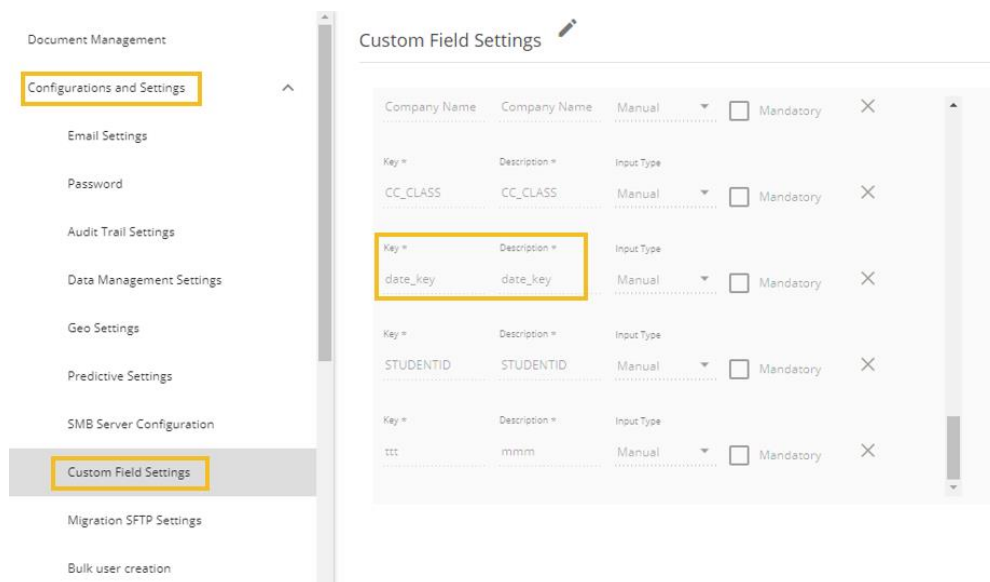 Document Management
Configurations and Settings
Email Settings
Password
Audit Trail Settings
Data Management Settings
Geo Settings
Predictive Settings
SMB Server Configuration
Custom Field Settings
Migration SFTP Settings
Bulk user creation
Custom Field Settings
Company Name Company Name Manual Mandatory
Key * Description * Input Type
CC_CLASS CC_CLASS Manual Mandatory
Key * Description * Input Type
date_key date_key Manual Mandatory
Key * Description * Input Type
STUDENTID STUDENTID Manual Mandatory
Key * Description * Input Type
ttt mmm Manual Mandatory